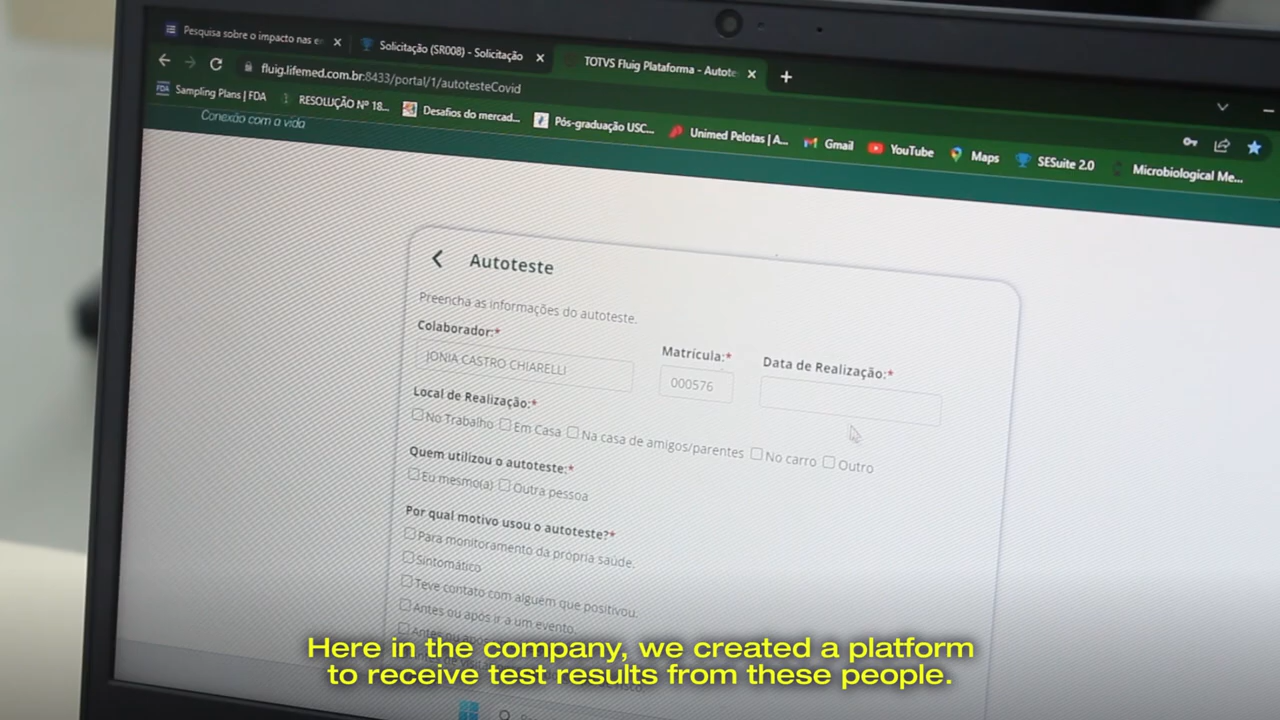 Pesquisa sobre o impacto nas e
Solicitação (SR008) - Solicitação
TOTVS Fluig Plataforma - Autote
fluig.lifemed.com.br:8433/portal/1/autotesteCovid
FDA Sampling Plans | FDA
RESOLUÇÃO Nº 18...
Desafios do mercad...
Pós-graduação USC...
Unimed Pelotas | A...
Gmail
YouTube
Maps
SESuite 2.0
Microbiological Me...
Conexão com a vida
Autoteste
Preencha as informações do autoteste.
Colaborador:*
Matrícula:*
Data de Realização:*
JONIA CASTRO CHIARELLI
000576
Local de Realização:*
No Trabalho Em Casa Na casa de amigos/parentes No carro Outro
Quem utilizou o autoteste:*
Eu mesmo(a) Outra pessoa
Por qual motivo usou o autoteste?*
Para monitoramento da própria saúde.
Sintomático
Teve contato com alguém que positivou.
Antes ou após ir a um evento.
Here in the company, we created a platform
to receive test results from these people.